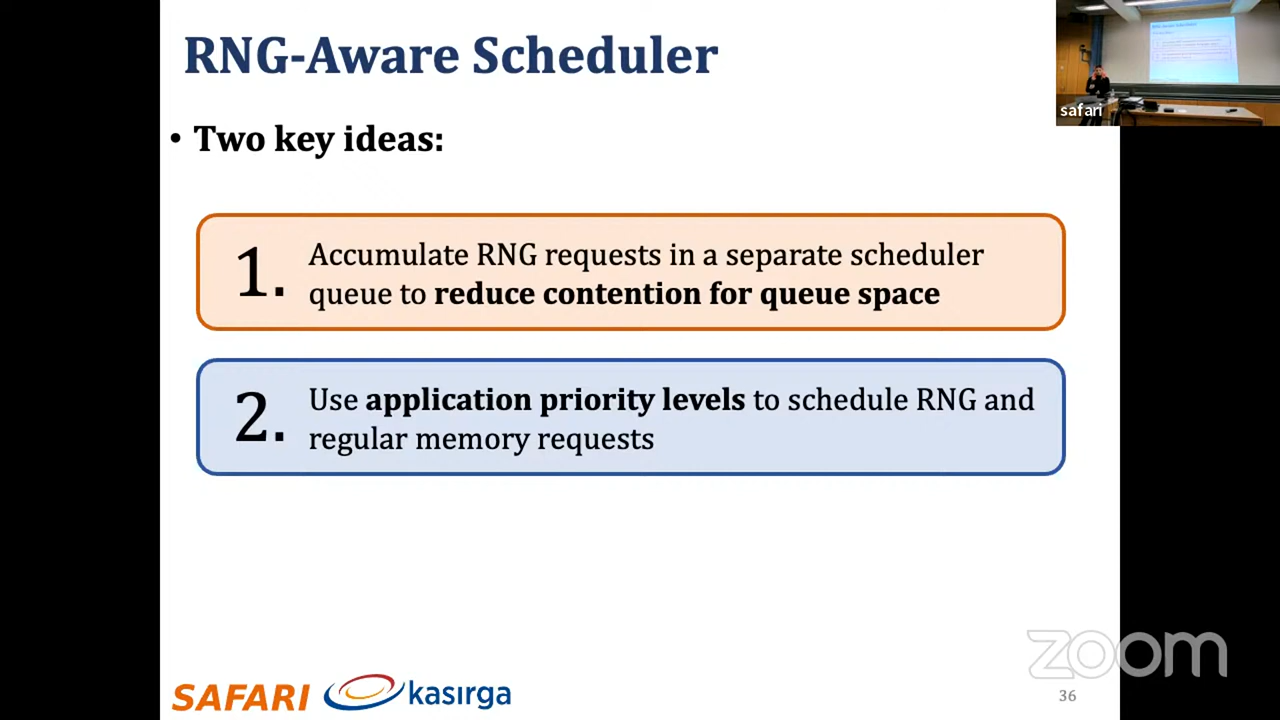 RNG-Aware Scheduler
safari
• Two key ideas:
1. Accumulate RNG requests in a separate scheduler
queue to reduce contention for queue space
2. Use application priority levels to schedule RNG and
regular memory requests
zoom
SAFARI kasırga
36